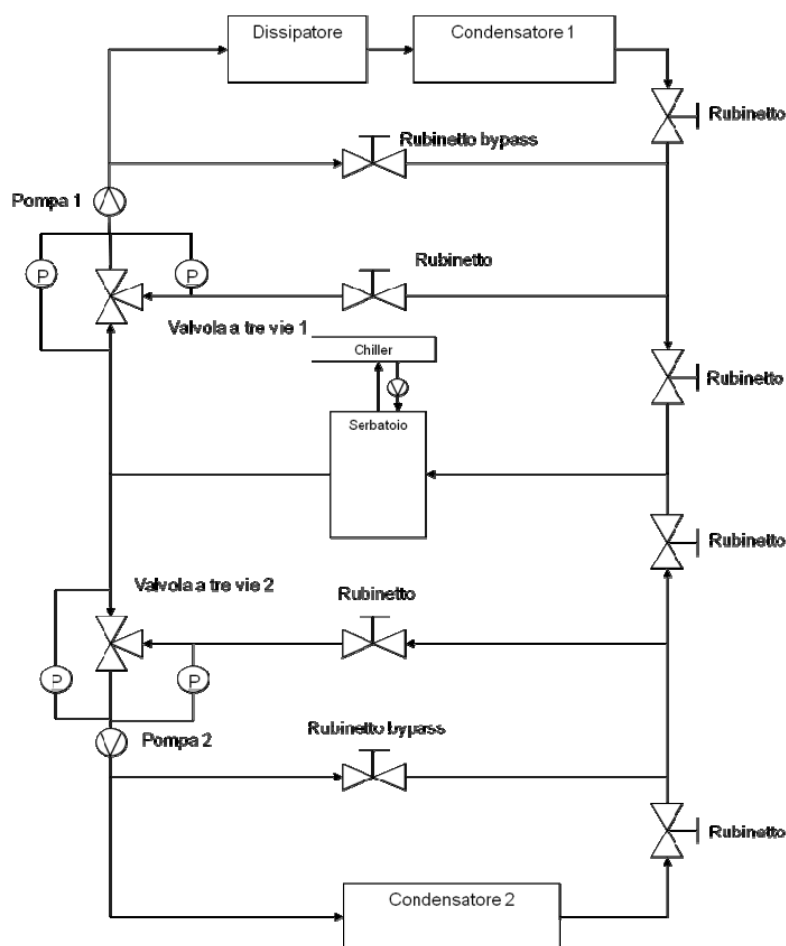 Dissipatore
Condensatore 1
Rubinetto
Rubinetto bypass
Pompa 1
P
P
Rubinetto
Valvola a tre vie 1
Chiller
Rubinetto
Serbatoio
Rubinetto
Valvola a tre vie 2
Rubinetto
P
P
Rubinetto bypass
Pompa 2
Rubinetto
Condensatore 2